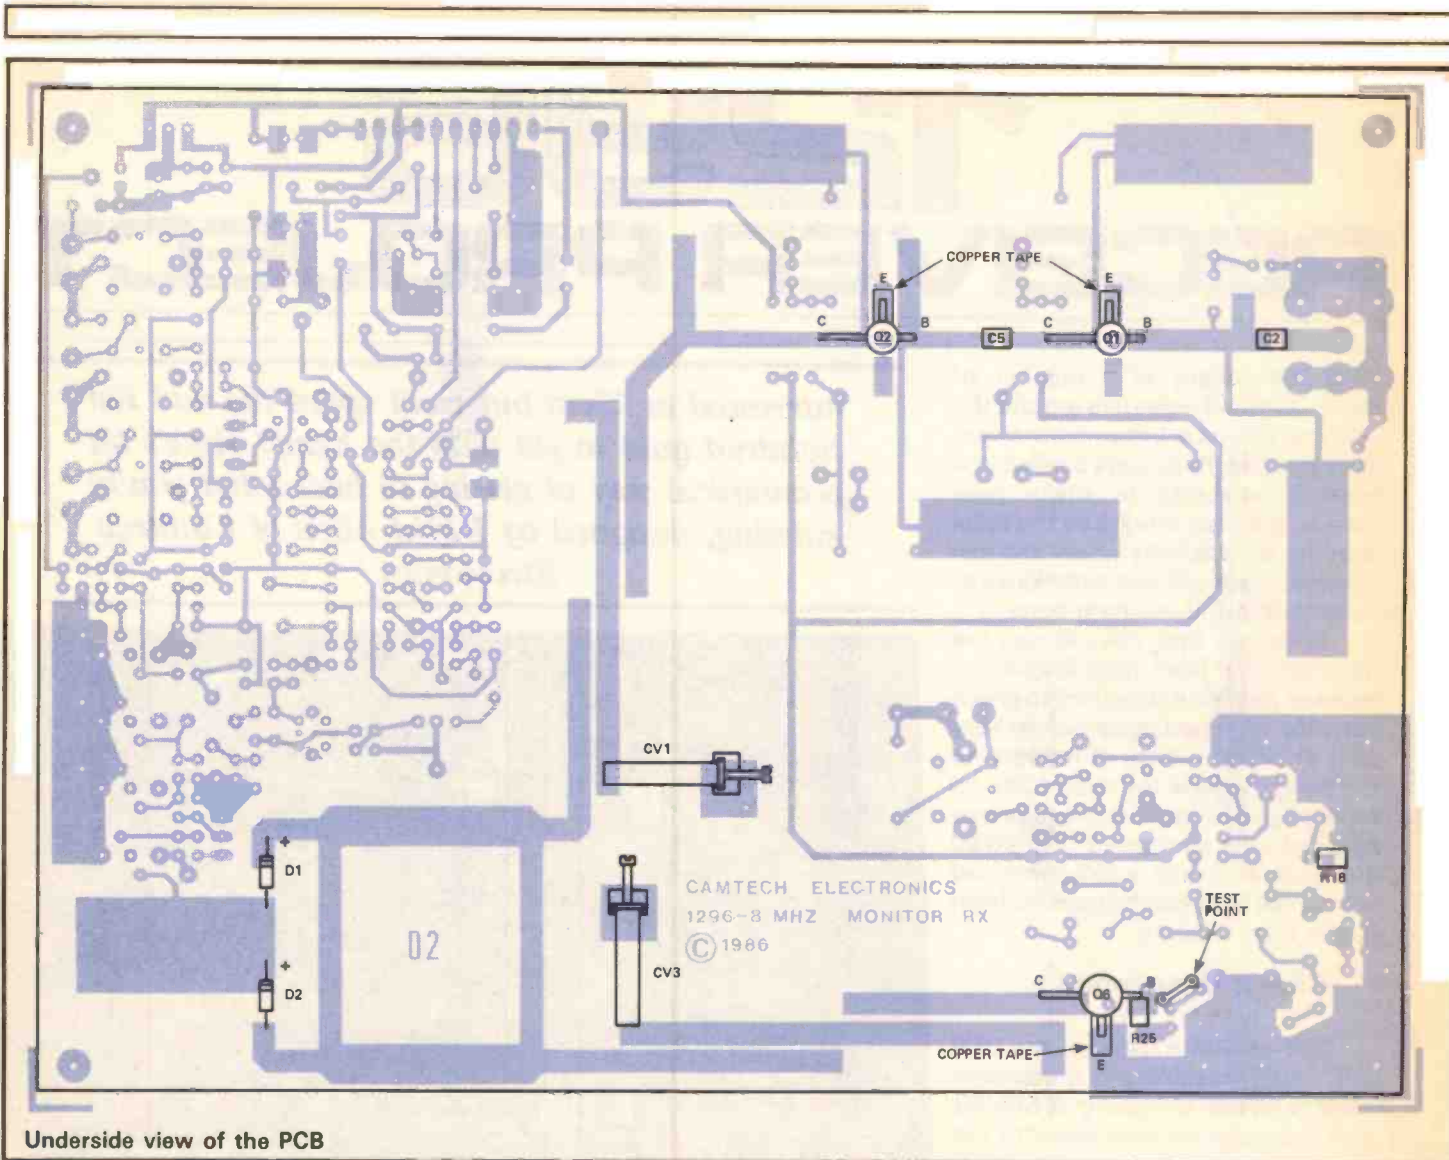 COPPER TAPE
E
E
C
Q2
B
C5
C
Q1
B
C2
CV1
+
D1
CAMTECH ELECTRONICS
1296-8 MHZ MONITOR RX
© 1986
R18
TEST
POINT
02
CV3
+
D2
C
Q6
B
R25
COPPER TAPE
E
Underside view of the PCB